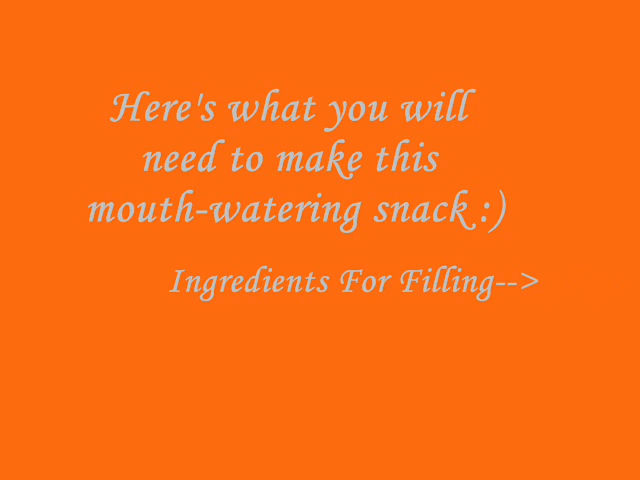 Here's what you will
need to make this
mouth-watering snack :)
Ingredients For Filling-->